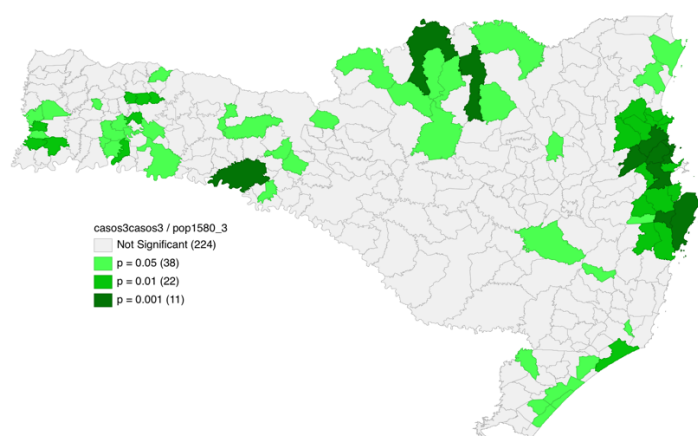 casos3casos3 / pop1580_3
Not Significant (224)
p = 0.05 (38)
p = 0.01 (22)
p = 0.001 (11)